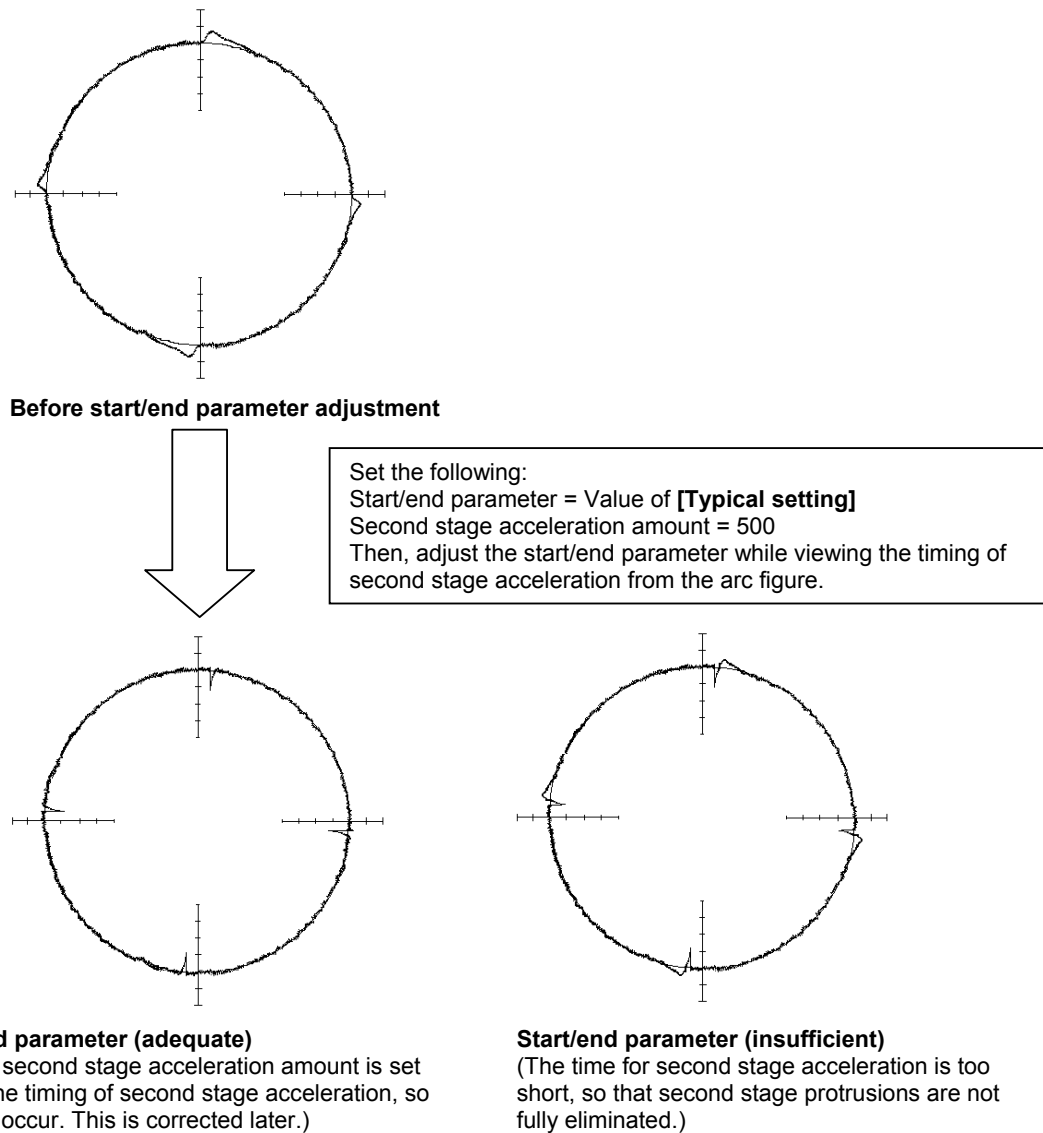 Before start/end parameter adjustment
Set the following:
Start/end parameter = Value of [Typical setting]
Second stage acceleration amount = 500
Then, adjust the start/end parameter while viewing the timing of
second stage acceleration from the arc figure.
parameter (adequate)
second stage acceleration amount is set
timing of second stage acceleration, so
occur. This is corrected later.)
Start/end parameter (insufficient)
(The time for second stage acceleration is too
short, so that second stage protrusions are not
fully eliminated.)